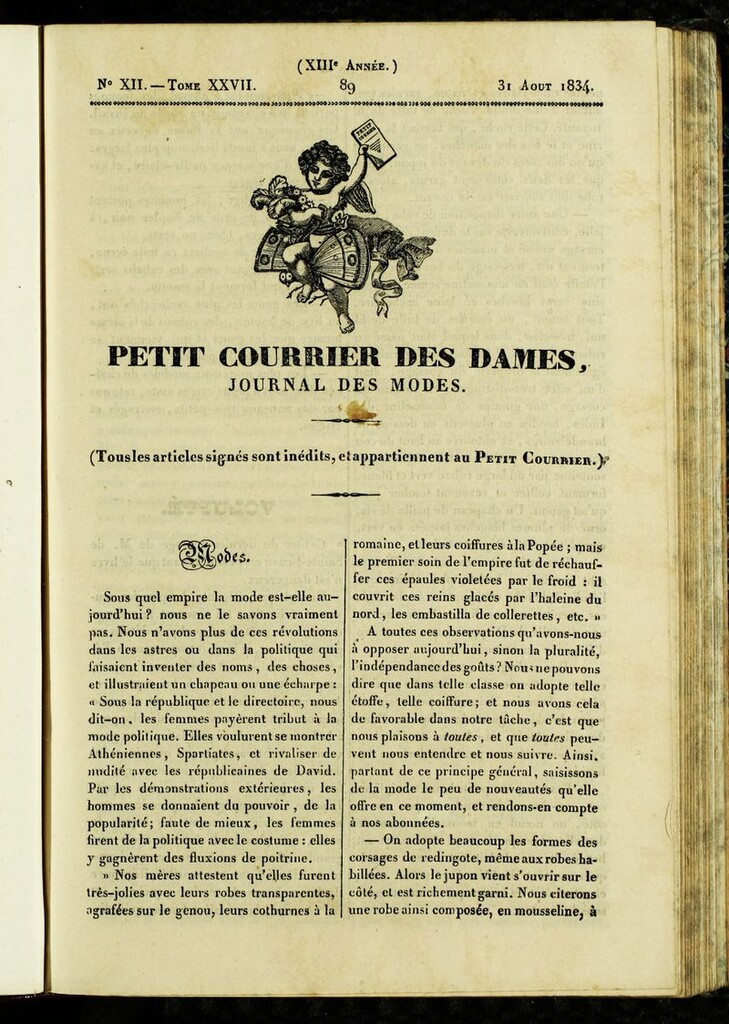 (XIIIe ANNÉE.)
No XII. — TOME XXVII. 89 31 AOUT 1834.
PETIT COURRIER
PETIT COURRIER DES DAMES,
JOURNAL DES MODES.
(Tous les articles signés sont inédits, et appartiennent au PETIT COURRIER.)
Modes.
Sous quel empire la mode est-elle au-
jourd'hui ? nous ne le savons vraiment
pas. Nous n'avons plus de ces révolutions
dans les astres ou dans la politique qui
faisaient inventer des noms, des choses,
et illustraient un chapeau ou une écharpe :
« Sous la république et le directoire, nous
dit-on, les femmes payèrent tribut à la
mode politique. Elles voulurent se montrer
Athéniennes, Spartiates, et rivaliser de
nudité avec les républicaines de David.
Par les démonstrations extérieures, les
hommes se donnaient du pouvoir, de la
popularité; faute de mieux, les femmes
firent de la politique avec le costume : elles
y gagnèrent des fluxions de poitrine.
» Nos mères attestent qu'elles furent
très-jolies avec leurs robes transparentes,
agrafées sur le genou, leurs cothurnes à la
romaine, et leurs coiffures à la Popée ; mais
le premier soin de l'empire fut de réchauf-
fer ces épaules violetées par le froid : il
couvrit ces reins glacés par l'haleine du
nord, les embastilla de collerettes, etc. »
A toutes ces observations qu'avons-nous
à opposer aujourd'hui, sinon la pluralité,
l'indépendance des goûts ? Nous ne pouvons
dire que dans telle classe on adopte telle
étoffe, telle coiffure; et nous avons cela
de favorable dans notre tâche, c'est que
nous plaisons à toutes, et que toutes peu-
vent nous entendre et nous suivre. Ainsi,
partant de ce principe général, saisissons
de la mode le peu de nouveautés qu'elle
offre en ce moment, et rendons-en compte
à nos abonnées.
— On adopte beaucoup les formes des
corsages de redingote, même aux robes ha-
billées. Alors le jupon vient s'ouvrir sur le
côté, et est richement garni. Nous citerons
une robe ainsi composée, en mousseline, à